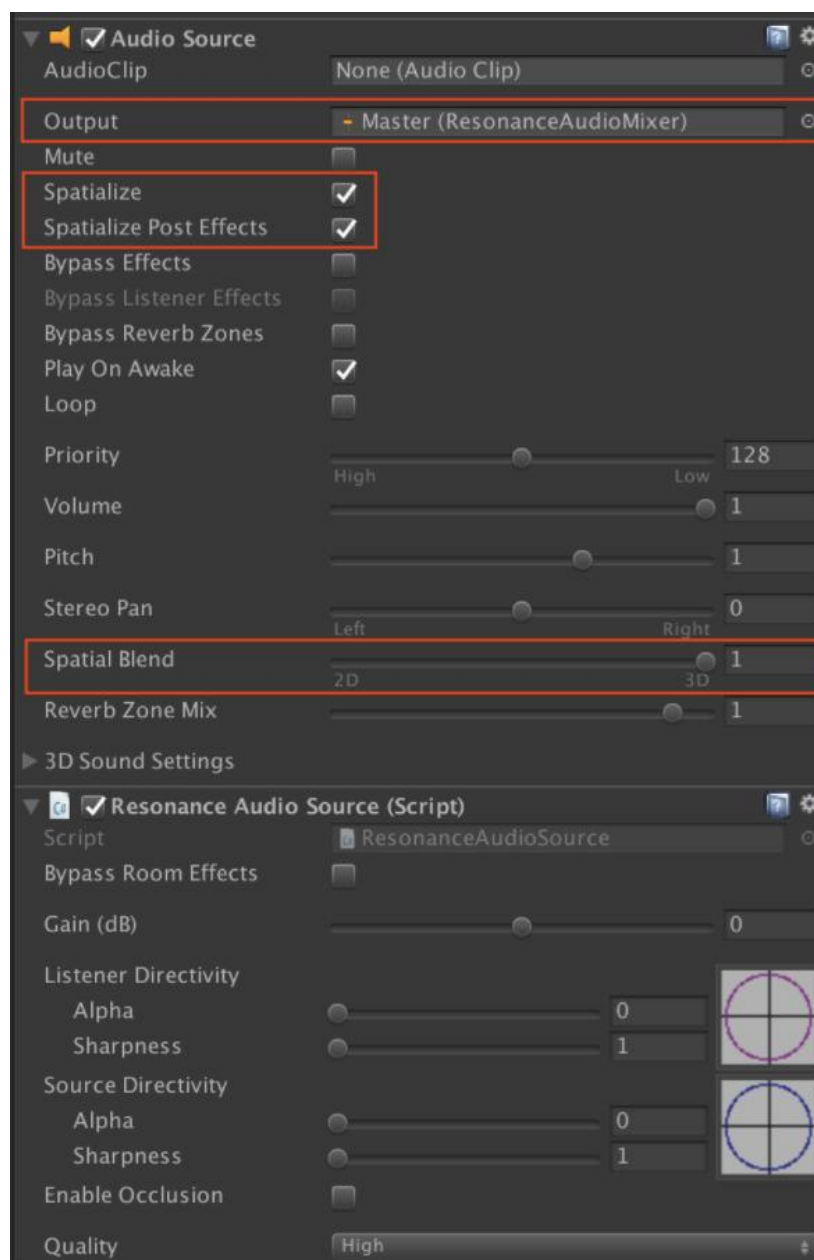 Audio Source
AudioClip None (Audio Clip)
Output Master (ResonanceAudioMixer)
Mute
Spatialize
Spatialize Post Effects
Bypass Effects
Bypass Listener Effects
Bypass Reverb Zones
Play On Awake
Loop
Priority 128
High Low
Volume 1
Pitch 1
Stereo Pan 0
Left Right
Spatial Blend 1
2D 3D
Reverb Zone Mix 1
3D Sound Settings
Resonance Audio Source (Script)
Script ResonanceAudioSource
Bypass Room Effects
Gain (dB) 0
Listener Directivity
Alpha 0
Sharpness 1
Source Directivity
Alpha 0
Sharpness 1
Enable Occlusion
Quality High